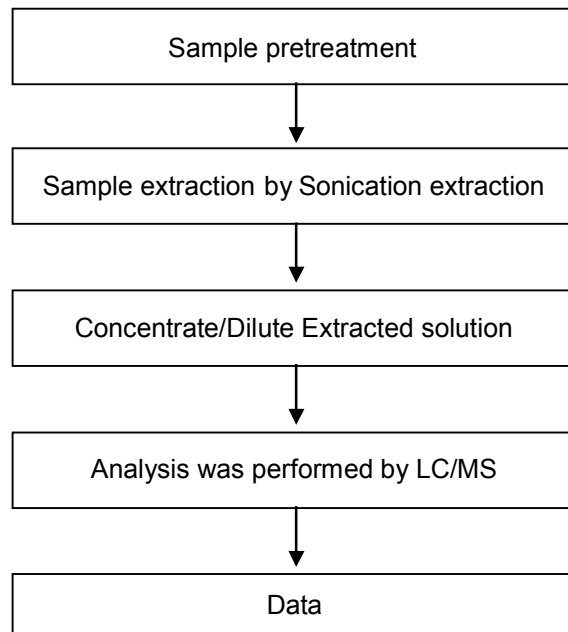 Sample pretreatment
Sample extraction by Sonication extraction
Concentrate/Dilute Extracted solution
Analysis was performed by LC/MS
Data